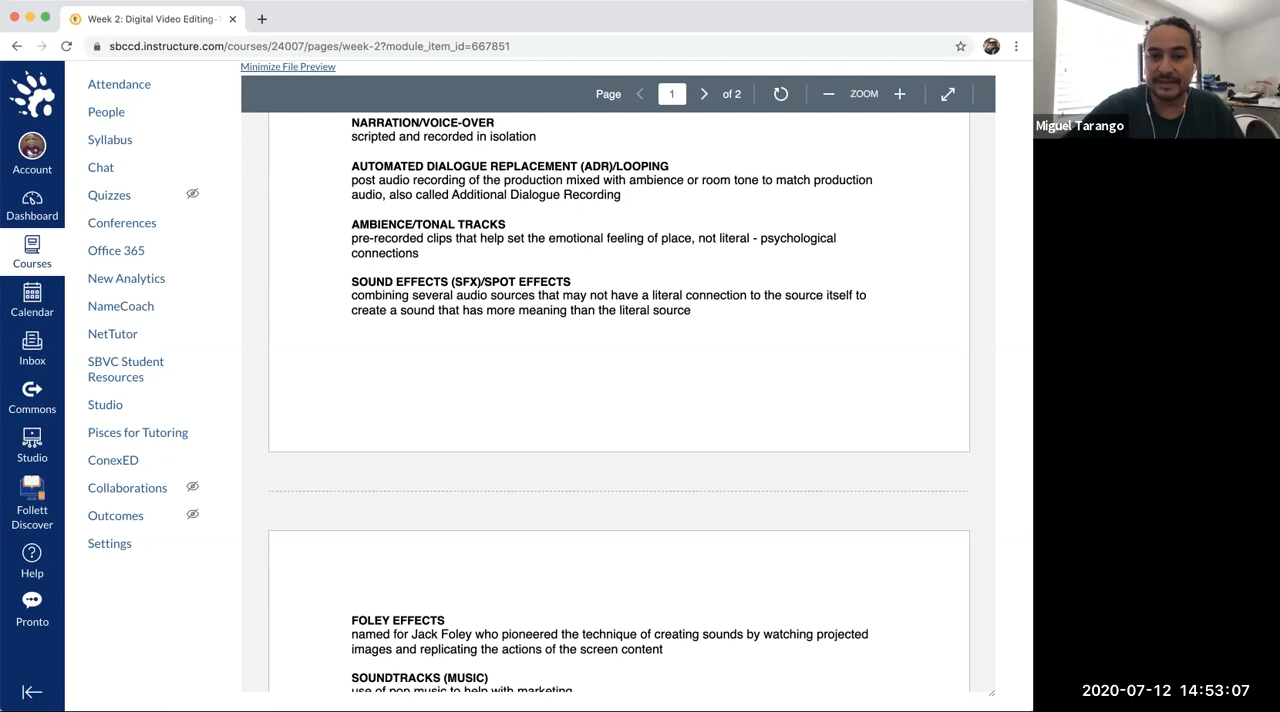 Week 2: Digital Video Editing-
sbccd.instructure.com/courses/24007/pages/week-2?module_item_id=667851
Minimize File Preview
Page 1 of 2 ZOOM
Account
Dashboard
Courses
Calendar
Inbox
Commons
Studio
Follett
Discover
Help
Pronto
Attendance
People
Syllabus
Chat
Quizzes
Conferences
Office 365
New Analytics
NameCoach
NetTutor
SBVC Student
Resources
Studio
Pisces for Tutoring
ConexED
Collaborations
Outcomes
Settings
NARRATION/VOICE-OVER
scripted and recorded in isolation
AUTOMATED DIALOGUE REPLACEMENT (ADR)/LOOPING
post audio recording of the production mixed with ambience or room tone to match production
audio, also called Additional Dialogue Recording
AMBIENCE/TONAL TRACKS
pre-recorded clips that help set the emotional feeling of place, not literal - psychological
connections
SOUND EFFECTS (SFX)/SPOT EFFECTS
combining several audio sources that may not have a literal connection to the source itself to
create a sound that has more meaning than the literal source
FOLEY EFFECTS
named for Jack Foley who pioneered the technique of creating sounds by watching projected
images and replicating the actions of the screen content
SOUNDTRACKS (MUSIC)
use of pop music to help with marketing
Miguel Tarango
2020-07-12 14:53:07